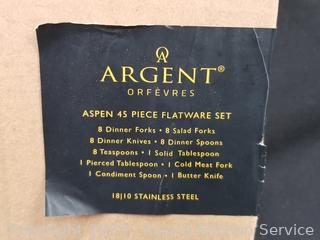 ARGENT®
ORFÈVRES
ASPEN 45 PIECE FLATWARE SET
8 Dinner Forks • 8 Salad Forks
8 Dinner Knives • 8 Dinner Spoons
8 Teaspoons • 1 Solid Tablespoon
1 Pierced Tablespoon • 1 Cold Meat Fork
1 Condiment Spoon • 1 Butter Knife
18|10 STAINLESS STEEL